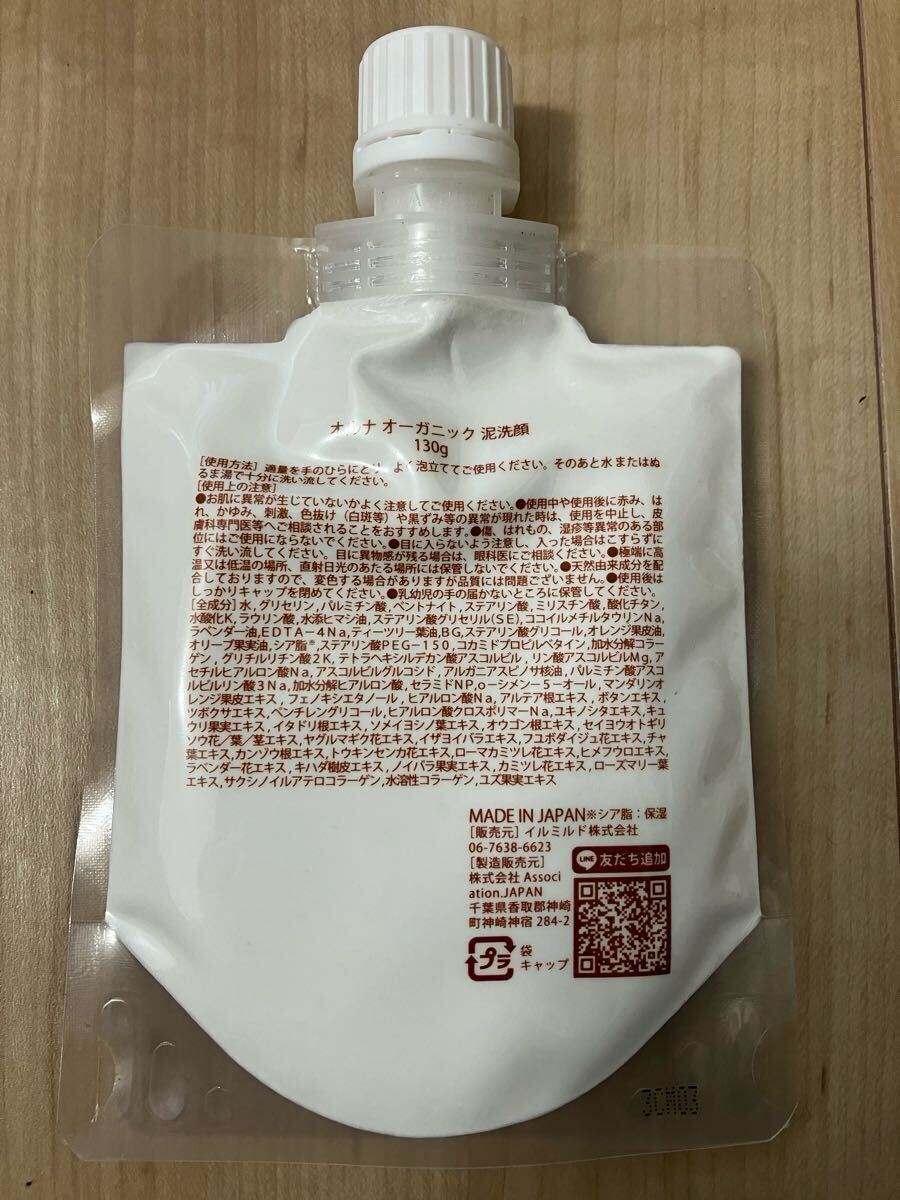 オルナ オーガニック 泥洗顔
130g
[使用方法] 適量を手のひらにとり、よく泡立ててご使用ください。そのあと水またはぬ
るま湯で十分に洗い流してください。
[使用上の注意]
●お肌に異常が生じていないかよく注意してご使用ください。●使用中や使用後に赤み、は
れ、かゆみ、刺激、色抜け（白斑等）や黒ずみ等の異常が現れた時は、使用を中止し、皮
膚科専門医等へご相談されることをおすすめします。●傷、はれもの、湿疹等異常のある部
位にはご使用にならないでください。●目に入らないよう注意し、入った場合はこすらずに
すぐ洗い流してください。目に異物感が残る場合は、眼科医にご相談ください。●極端に高
温又は低温の場所、直射日光のあたる場所には保管しないでください。●天然由来成分を配
合しておりますので、変色する場合がありますが品質には問題ございません。●使用後は
しっかりキャップを閉めてください。●乳幼児の手の届かないところに保管してください。
[全成分] 水,グリセリン,パルミチン酸,ベントナイト,ステアリン酸,ミリスチン酸,酸化チタン,
水酸化K,ラウリン酸,水添ヒマシ油,ステアリン酸グリセリル(SE),ココイルメチルタウリンNa,
ラベンダー油,EDTA－4Na,ティーツリー葉油,BG,ステアリン酸グリコール,オレンジ果皮油,
オリーブ果実油,シア脂※,ステアリン酸PEG－150,コカミドプロピルベタイン,加水分解コラー
ゲン,グリチルリチン酸2K,テトラヘキシルデカン酸アスコルビル,リン酸アスコルビルMg,ア
セチルヒアルロン酸Na,アスコルビルグルコシド,アルガニアスピノサ核油,パルミチン酸アスコ
ルビルリン酸3Na,加水分解ヒアルロン酸,セラミドNP,o－シメン－5－オール,マンダリンオ
レンジ果皮エキス,フェノキシエタノール,ヒアルロン酸Na,アルテア根エキス,ボタンエキス,
ツボクサエキス,ペンチレングリコール,ヒアルロン酸クロスポリマーNa,ユキノシタエキス,キュ
ウリ果実エキス,イタドリ根エキス,ソメイヨシノ葉エキス,オウゴン根エキス,セイヨウオトギリ
ソウ花／葉／茎エキス,ヤグルマギク花エキス,イザヨイバラエキス,フユボダイジュ花エキス,チャ
葉エキス,カンゾウ根エキス,トウキンセンカ花エキス,ローマカミツレ花エキス,ヒメフウロエキス,
ラベンダー花エキス,キハダ樹皮エキス,ノイバラ果実エキス,カミツレ花エキス,ローズマリー葉
エキス,サクシノイルアテロコラーゲン,水溶性コラーゲン,ユズ果実エキス
MADE IN JAPAN※シア脂：保湿
[販売元] イルミルド株式会社
06-7638-6623
[製造販売元]
株式会社 Associ
ation.JAPAN
千葉県香取郡神崎
町神崎神宿 284-2
LINE 友だち追加
プラ
袋
キャップ
3CM03